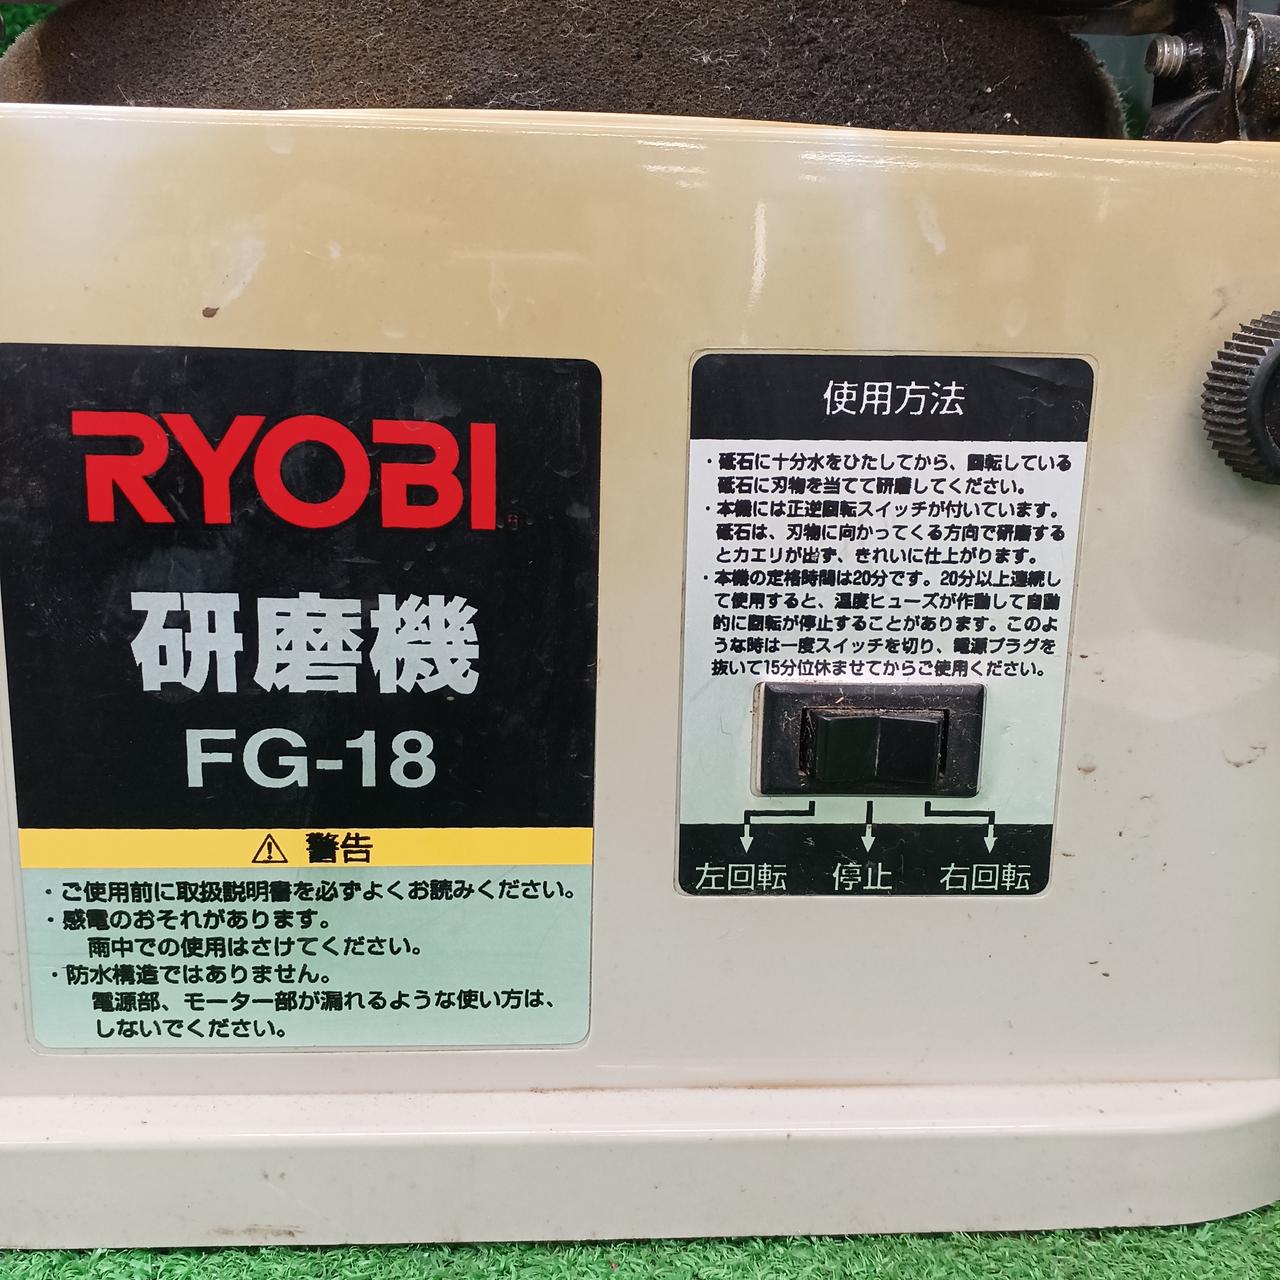 RYOBI
研磨機
FG-18
⚠ 警告
・ご使用前に取扱説明書を必ずよくお読みください。
・感電のおそれがあります。
雨中での使用はさけてください。
・防水構造ではありません。
電源部、モーター部が漏れるような使い方は、
しないでください。
使用方法
・砥石に十分水をひたしてから、回転している
砥石に刃物を当てて研磨してください。
・本機には正逆回転スイッチが付いています。
砥石は、刃物に向かってくる方向で研磨する
とカエリが出ず、きれいに仕上がります。
・本機の定格時間は20分です。20分以上連続し
て使用すると、温度ヒューズが作動して自動
的に回転が停止することがあります。このよ
うな時は一度スイッチを切り、電源プラグを
抜いて15分位休ませてからご使用ください。
左回転 停止 右回転